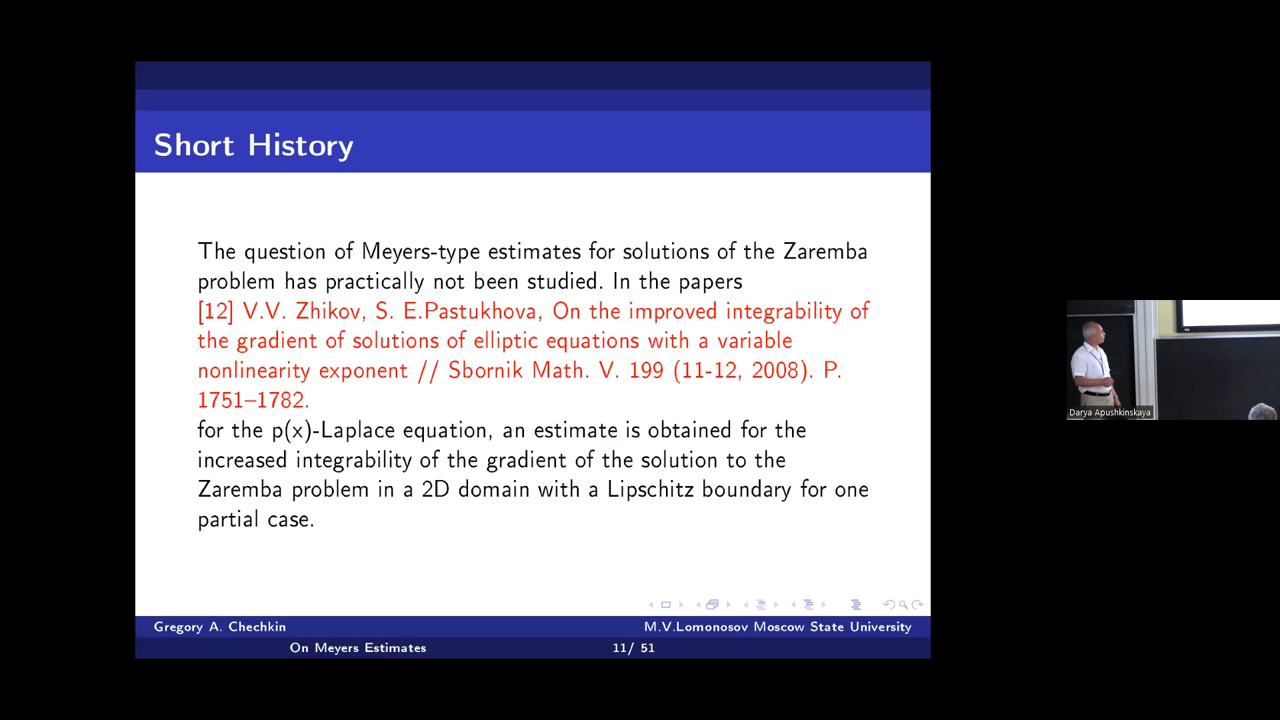 Short History
The question of Meyers-type estimates for solutions of the Zaremba
problem has practically not been studied. In the papers
[12] V.V. Zhikov, S. E.Pastukhova, On the improved integrability of
the gradient of solutions of elliptic equations with a variable
nonlinearity exponent // Sbornik Math. V. 199 (11-12, 2008). P.
1751–1782.
for the p(x)-Laplace equation, an estimate is obtained for the
increased integrability of the gradient of the solution to the
Zaremba problem in a 2D domain with a Lipschitz boundary for one
partial case.
Gregory A. Chechkin
M.V.Lomonosov Moscow State University
On Meyers Estimates
11/ 51
Darya Apushkinskaya